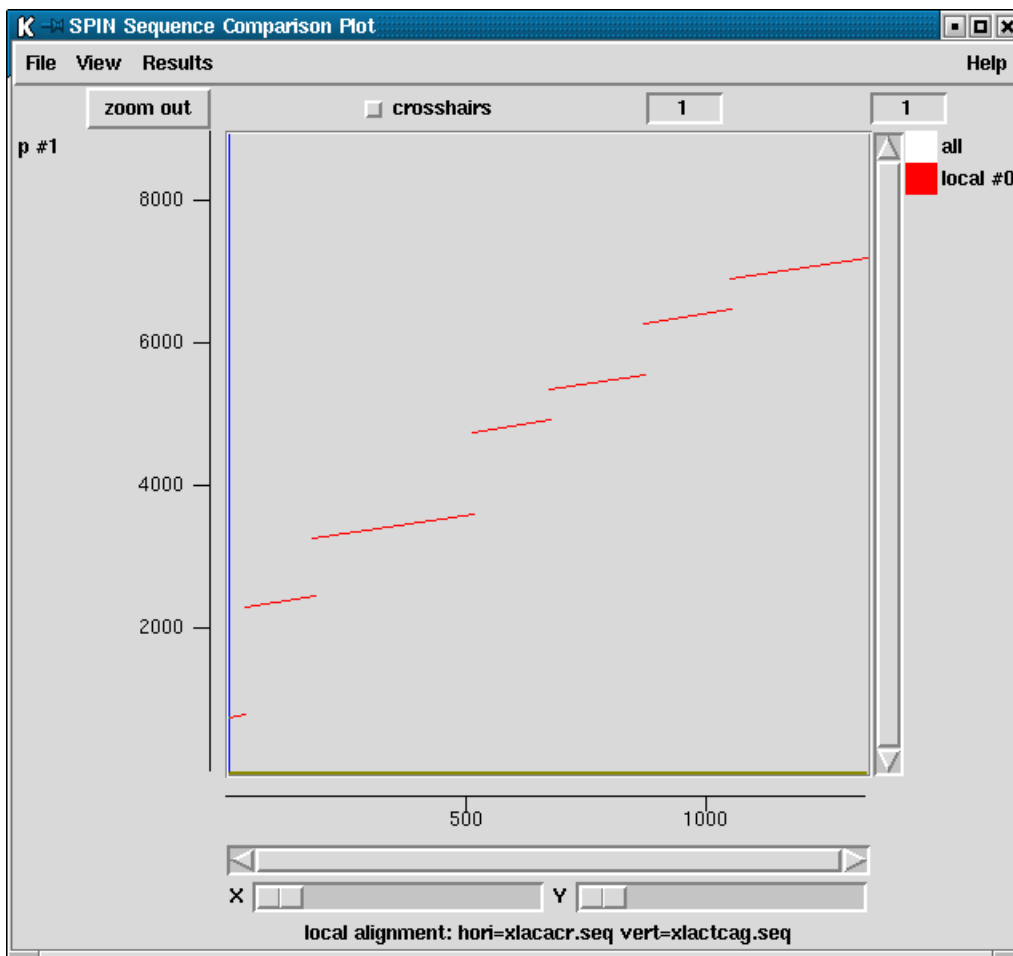 K SPIN Sequence Comparison Plot
File View Results Help
zoom out crosshairs 1 1
p #1
all
local #0
8000
6000
4000
2000
500 1000
X Y
local alignment: hori=xlacacr.seq vert=xlactcag.seq